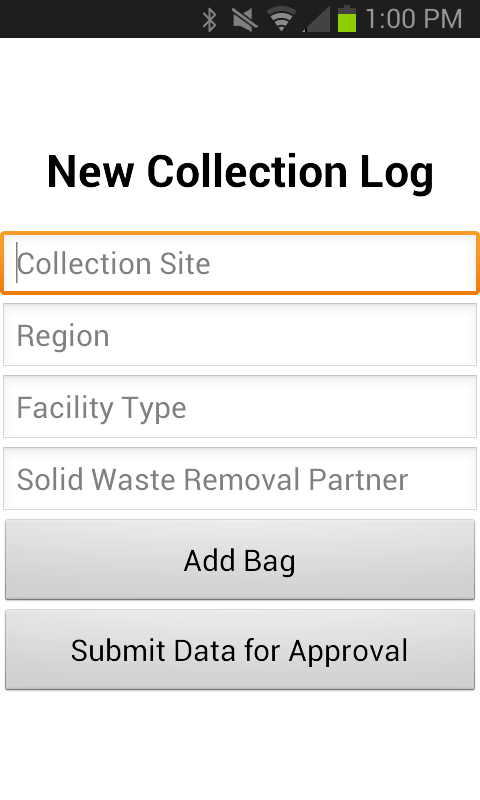 1:00 PM
New Collection Log
Collection Site
Region
Facility Type
Solid Waste Removal Partner
Add Bag
Submit Data for Approval